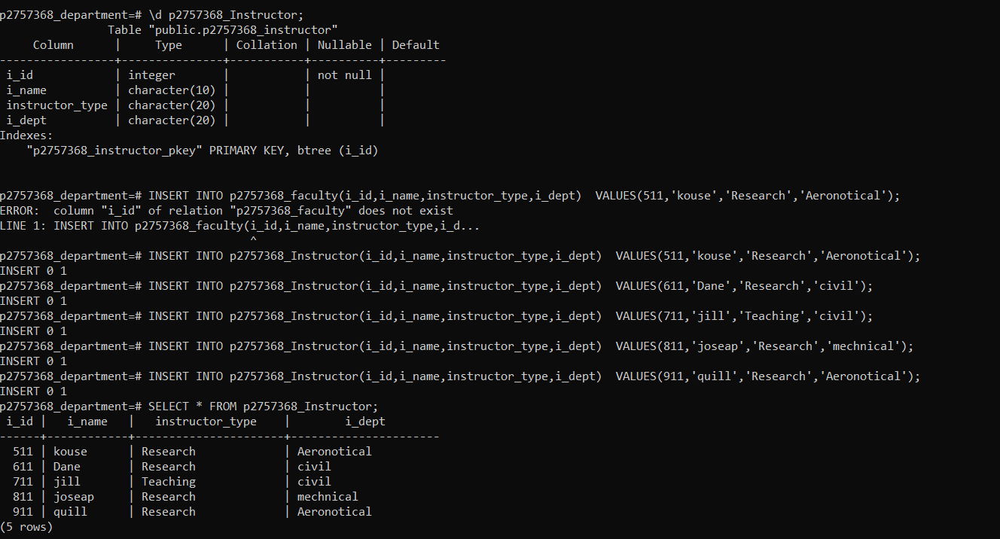 p2757368_department=# \d p2757368_Instructor;
                Table "public.p2757368_instructor"
     Column      |     Type      | Collation | Nullable | Default
-----------------+---------------+-----------+----------+---------
 i_id            | integer       |           | not null |
 i_name          | character(10) |           |          |
 instructor_type | character(20) |           |          |
 i_dept          | character(20) |           |          |
Indexes:
    "p2757368_instructor_pkey" PRIMARY KEY, btree (i_id)
p2757368_department=# INSERT INTO p2757368_faculty(i_id,i_name,instructor_type,i_dept)  VALUES(511,'kouse','Research','Aeronotical');
ERROR:  column "i_id" of relation "p2757368_faculty" does not exist
LINE 1: INSERT INTO p2757368_faculty(i_id,i_name,instructor_type,i_d...
                                     ^
p2757368_department=# INSERT INTO p2757368_Instructor(i_id,i_name,instructor_type,i_dept)  VALUES(511,'kouse','Research','Aeronotical');
INSERT 0 1
p2757368_department=# INSERT INTO p2757368_Instructor(i_id,i_name,instructor_type,i_dept)  VALUES(611,'Dane','Research','civil');
INSERT 0 1
p2757368_department=# INSERT INTO p2757368_Instructor(i_id,i_name,instructor_type,i_dept)  VALUES(711,'jill','Teaching','civil');
INSERT 0 1
p2757368_department=# INSERT INTO p2757368_Instructor(i_id,i_name,instructor_type,i_dept)  VALUES(811,'joseap','Research','mechnical');
INSERT 0 1
p2757368_department=# INSERT INTO p2757368_Instructor(i_id,i_name,instructor_type,i_dept)  VALUES(911,'quill','Research','Aeronotical');
INSERT 0 1
p2757368_department=# SELECT * FROM p2757368_Instructor;
 i_id |   i_name   |   instructor_type    |        i_dept
------+------------+----------------------+----------------------
  511 | kouse      | Research             | Aeronotical
  611 | Dane       | Research             | civil
  711 | jill       | Teaching             | civil
  811 | joseap     | Research             | mechnical
  911 | quill      | Research             | Aeronotical
(5 rows)